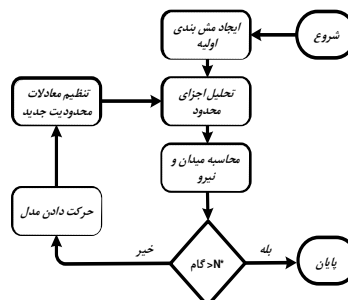 شروع
ایجاد مش بندی
اولیه
تحلیل اجزای
محدود
تنظیم معادلات
محدودیت جدید
محاسبه میدان و
نیرو
حرکت دادن مدل
گام >N*
خیر
بله
پایان